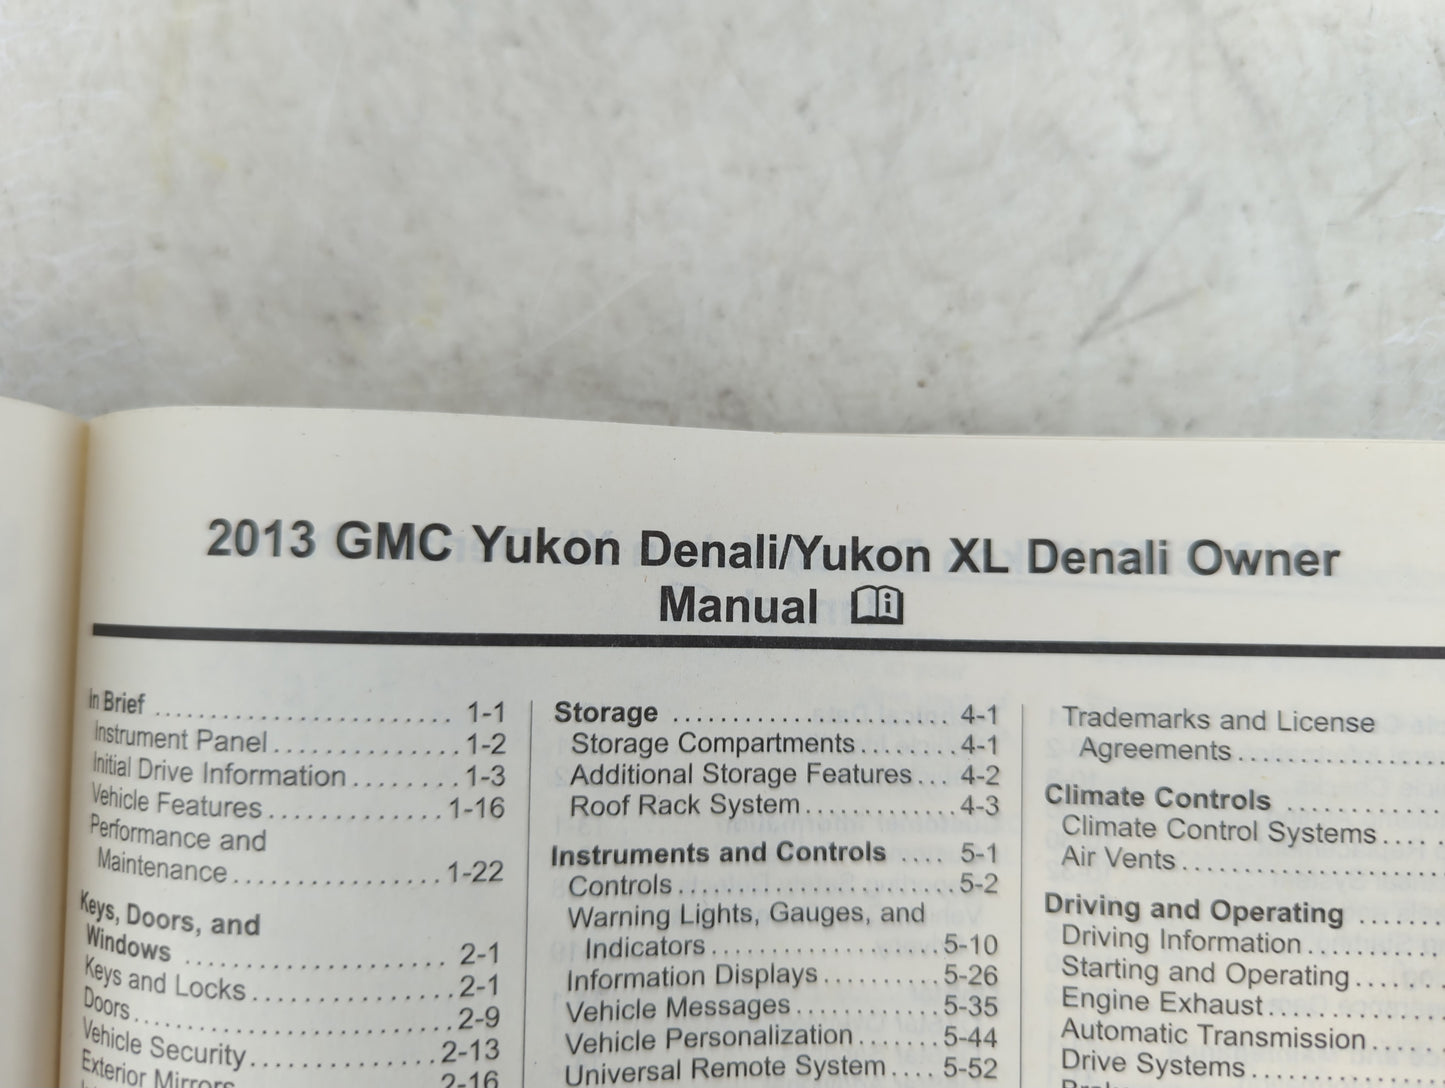 2013 GMC Yukon Denali/Yukon XL Denali Owner
Manual
In Brief ........................... 1-1
Instrument Panel ................. 1-2
Initial Drive Information .......... 1-3
Vehicle Features ................ 1-16
Performance and
Maintenance ................... 1-22
Keys, Doors, and
Windows ........................ 2-1
Keys and Locks ................. 2-1
Doors ............................ 2-9
Vehicle Security ................ 2-13
Exterior Mirrors 2-16
Storage ......................... 4-1
Storage Compartments ........ 4-1
Additional Storage Features ... 4-2
Roof Rack System ............. 4-3
Instruments and Controls .... 5-1
Controls ......................... 5-2
Warning Lights, Gauges, and
Indicators ..................... 5-10
Information Displays ........... 5-26
Vehicle Messages ............. 5-35
Vehicle Personalization ....... 5-44
Universal Remote System .... 5-52
Trademarks and License
Agreements ...................
Climate Controls ..............
Climate Control Systems .....
Air Vents ........................
Driving and Operating .......
Driving Information .............
Starting and Operating ........
Engine Exhaust .................
Automatic Transmission .......
Drive Systems ..................